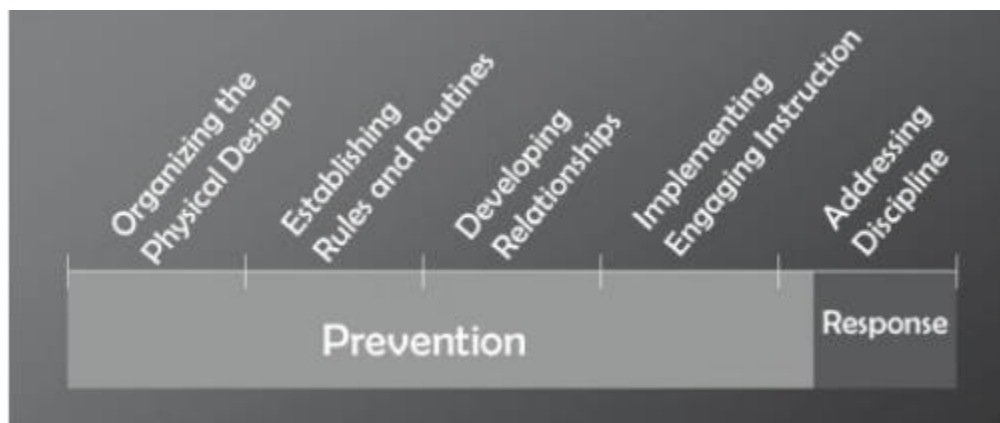 Organizing the
Physical Design
Establishing
Rules and Routines
Developing
Relationships
Implementing
Engaging Instruction
Addressing
Discipline
Prevention
Response